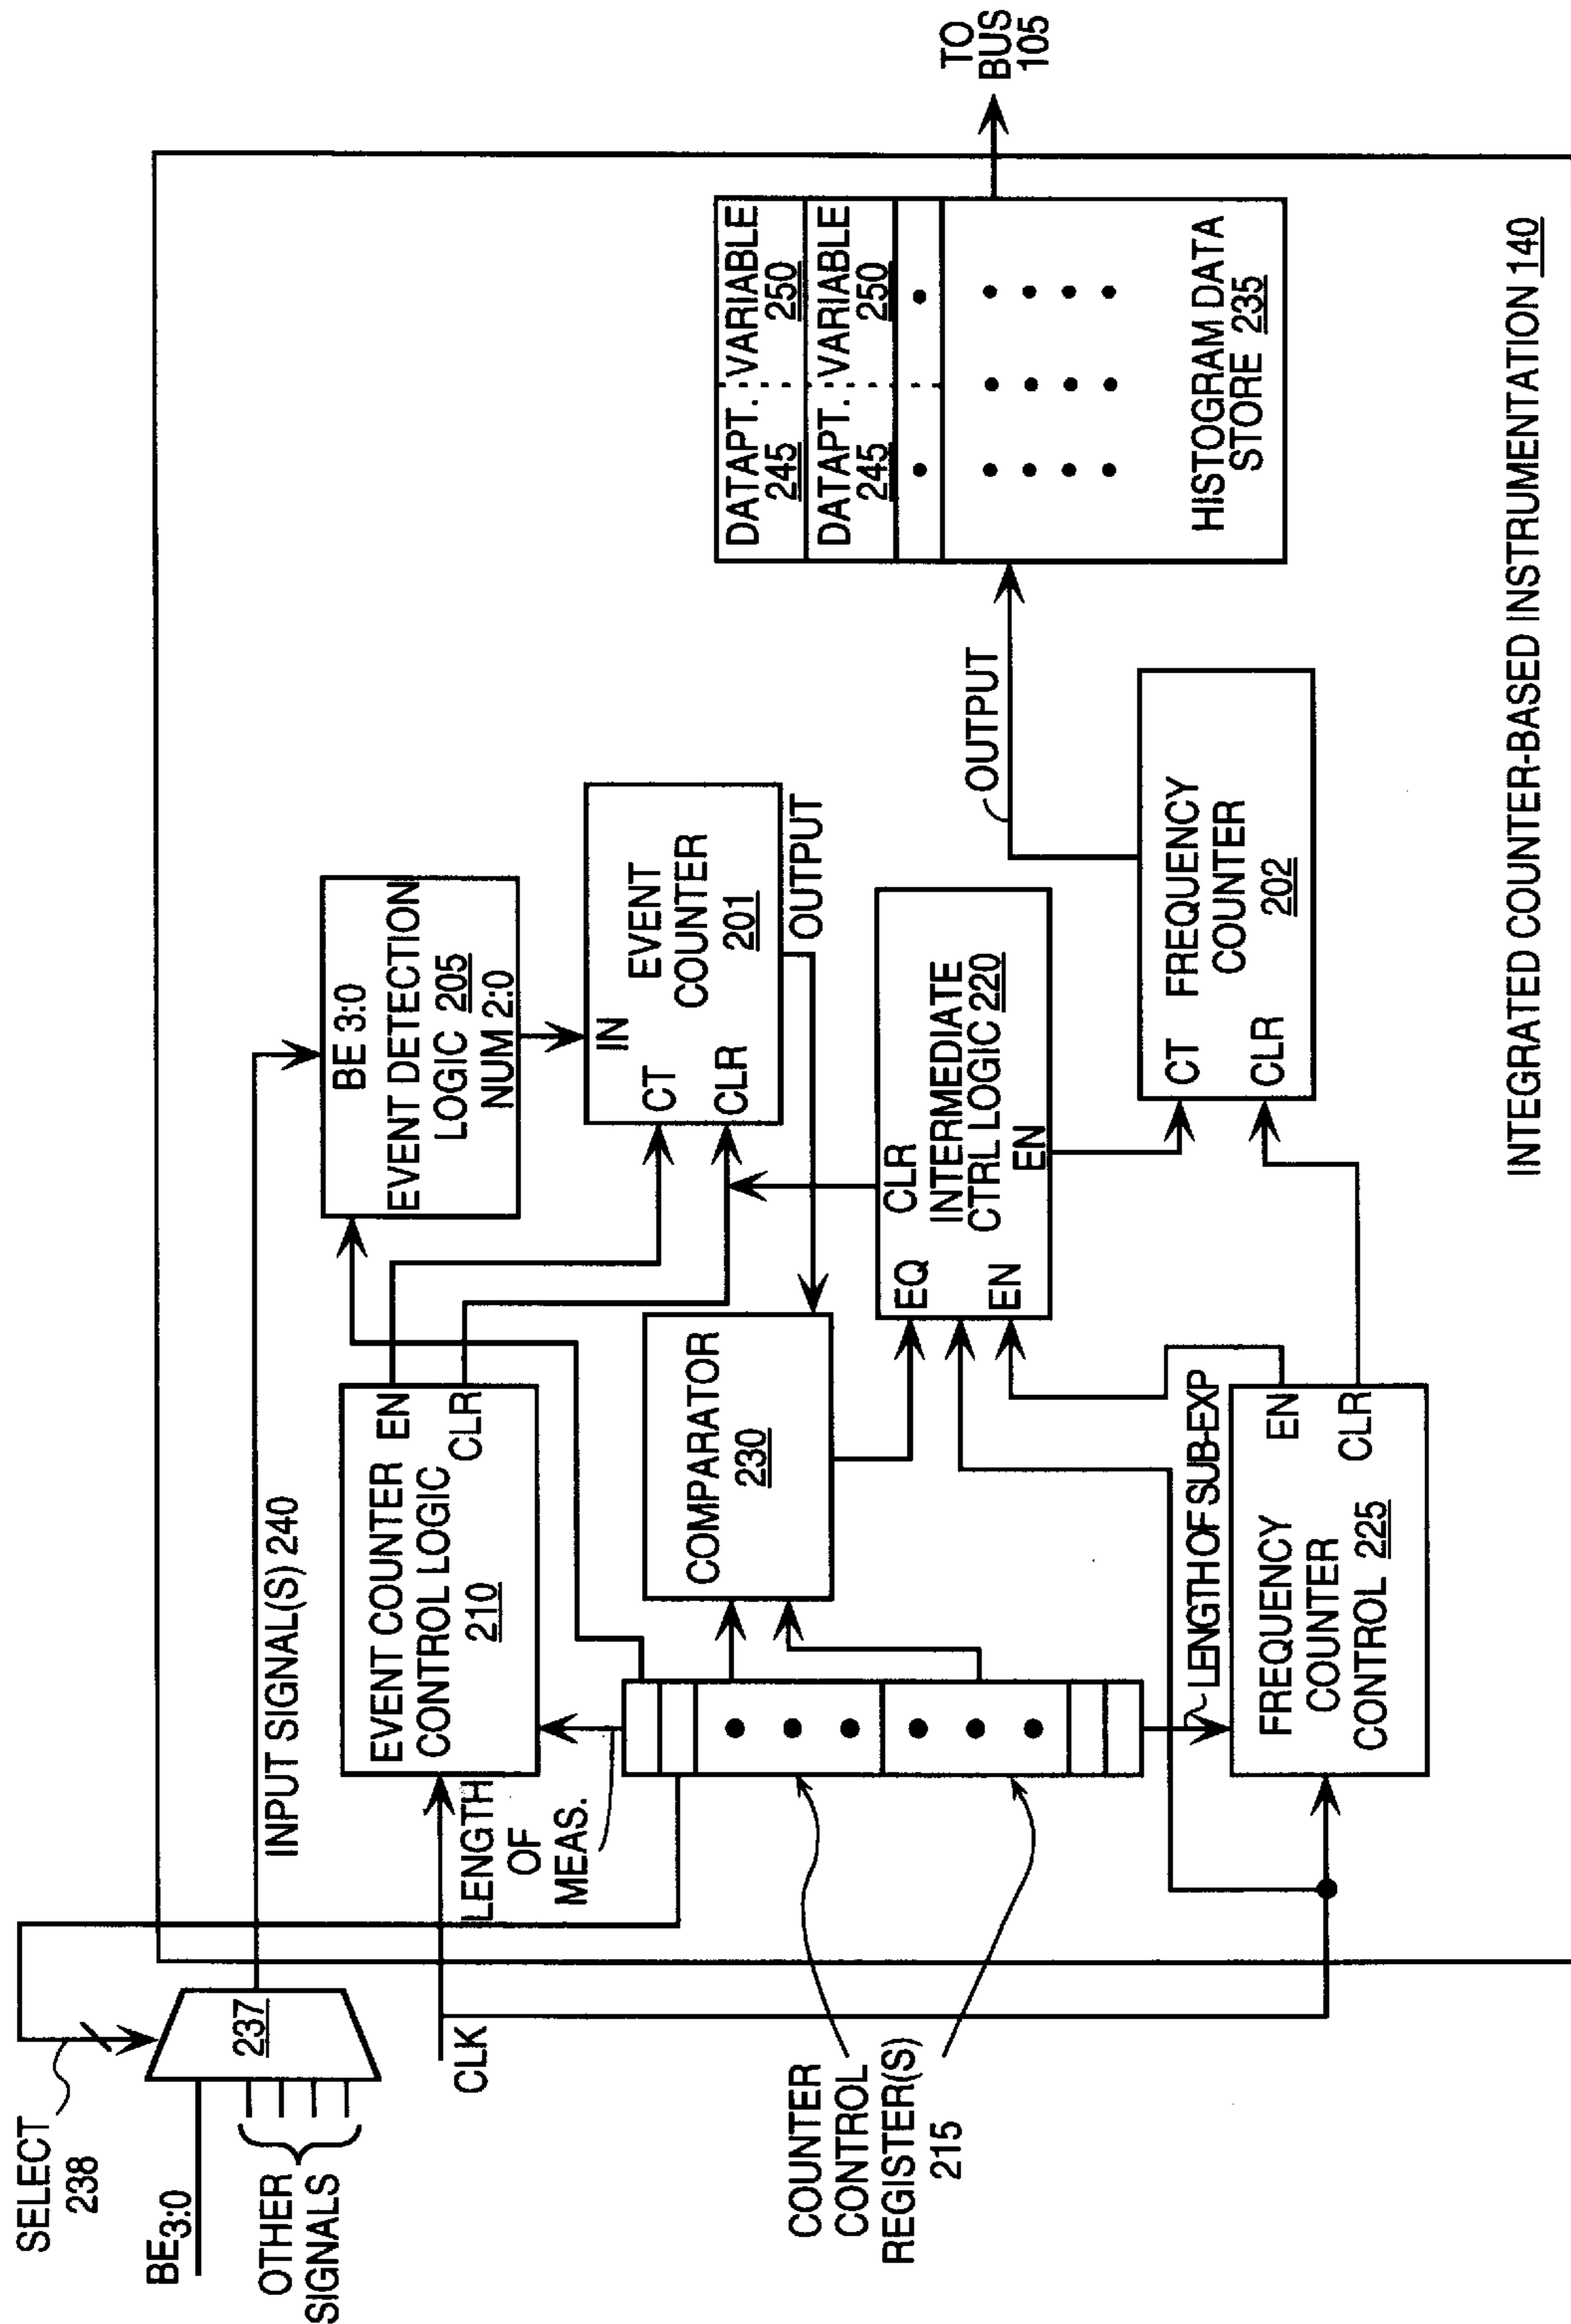 SELECT
238
BE3:0
OTHER
SIGNALS
237
CLK
INPUT SIGNAL(S) 240
LENGTH
OF
MEAS.
COUNTER
CONTROL
REGISTER(S)
215
EVENT COUNTER
CONTROL LOGIC
210
EN
CLR
BE 3:0
EVENT DETECTION
LOGIC 205
NUM 2:0
IN
CT
CLR
EVENT
COUNTER
201
OUTPUT
COMPARATOR
230
CLR
EQ
INTERMEDIATE
CTRL LOGIC 220
EN
EN
LENGTH OF SUB-EXP
FREQUENCY
COUNTER
CONTROL 225
EN
CLR
CT
FREQUENCY
COUNTER
202
CLR
OUTPUT
DATAPT. VARIABLE
245 250
DATAPT. VARIABLE
245 250
HISTOGRAM DATA
STORE 235
TO
BUS
105
INTEGRATED COUNTER-BASED INSTRUMENTATION 140